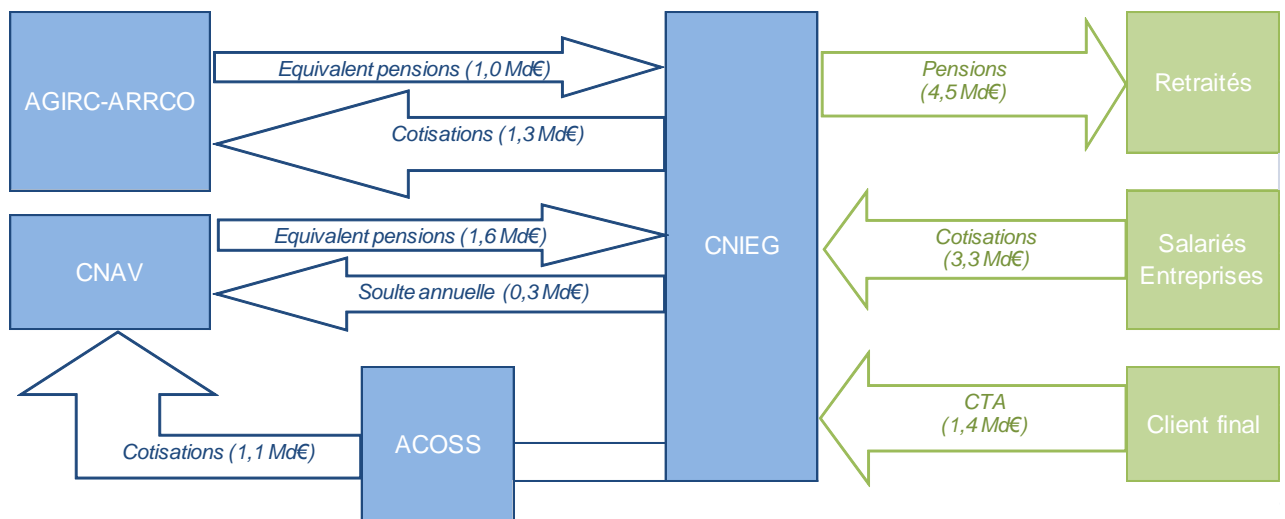 Equivalent pensions (1,0 Md€)
AGIRC-ARRCO
Cotisations (1,3 Md€)
Pensions
(4,5 Md€)
Retraités
Equivalent pensions (1,6 Md€)
CNAV
Soulte annuelle (0,3 Md€)
CNIEG
Cotisations
(3,3 Md€)
Salariés
Entreprises
Cotisations (1,1 Md€)
ACOSS
CTA
(1,4 Md€)
Client final